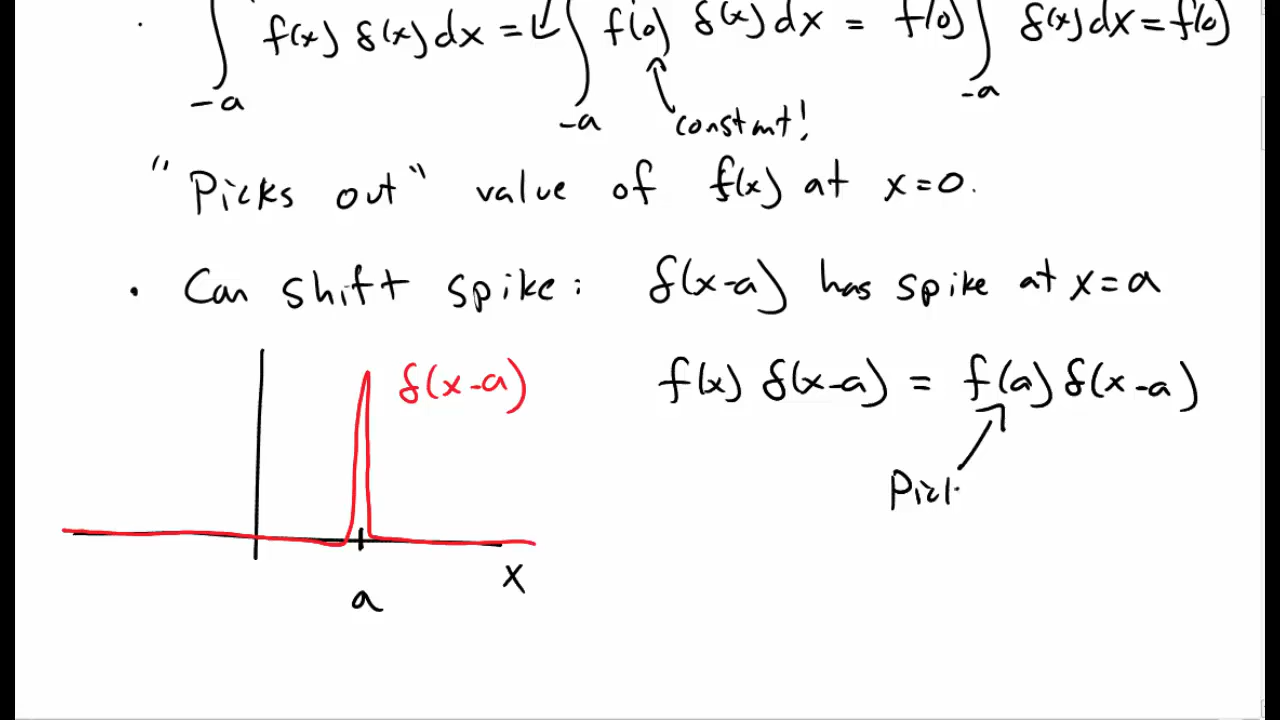 ∫ f(x) δ(x) dx = ∫ f(0) δ(x) dx = f(0) ∫ δ(x) dx = f(0)
-a -a -a
constant!
"Picks out" value of f(x) at x=0.
• Can shift spike: δ(x-a) has spike at x=a
δ(x-a)
f(x) δ(x-a) = f(a) δ(x-a)
Pick
x
a